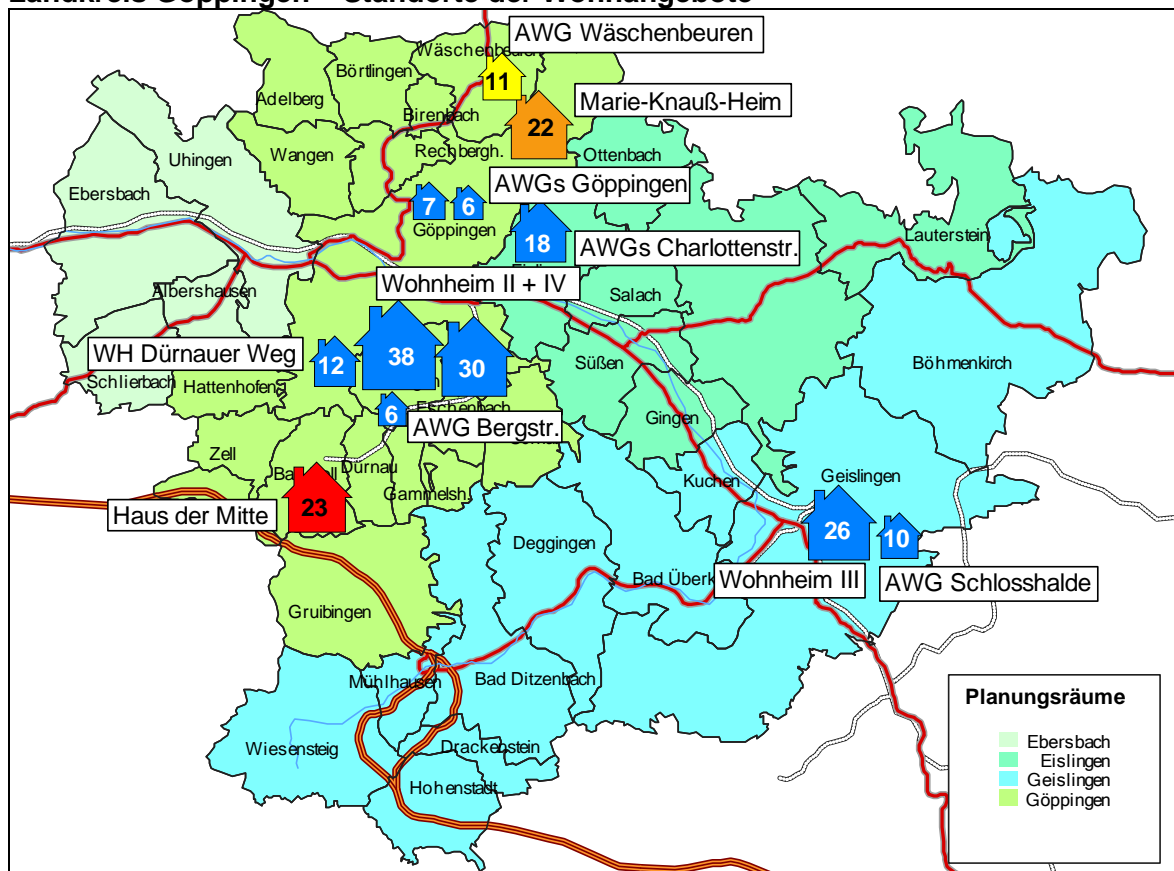 Landkreis Göppingen – Standorte der Wohnangebote
AWG Wäschenbeuren
Wäschenbeuren
11
Börtlingen
Adelberg
Marie-Knauß-Heim
22
Birenbach
Wangen
Rechbergh.
Ottenbach
Uhingen
Ebersbach
AWGs Göppingen
7
6
Göppingen
18
AWGs Charlottenstr.
Lauterstein
Wohnheim II + IV
Albershausen
Salach
WH Dürnauer Weg
12
38
30
Süßen
Böhmenkirch
Schlierbach
Hattenhofen
Eschenbach
6
AWG Bergstr.
Gingen
Zell
Dürnau
Gammelsh.
Kuchen
Geislingen
Haus der Mitte
23
26
10
Deggingen
Bad Überk
Wohnheim III
AWG Schlosshalde
Gruibingen
Mühlhausen
Bad Ditzenbach
Wiesensteig
Drackenstein
Hohenstadt
Planungsräume
Ebersbach
Eislingen
Geislingen
Göppingen